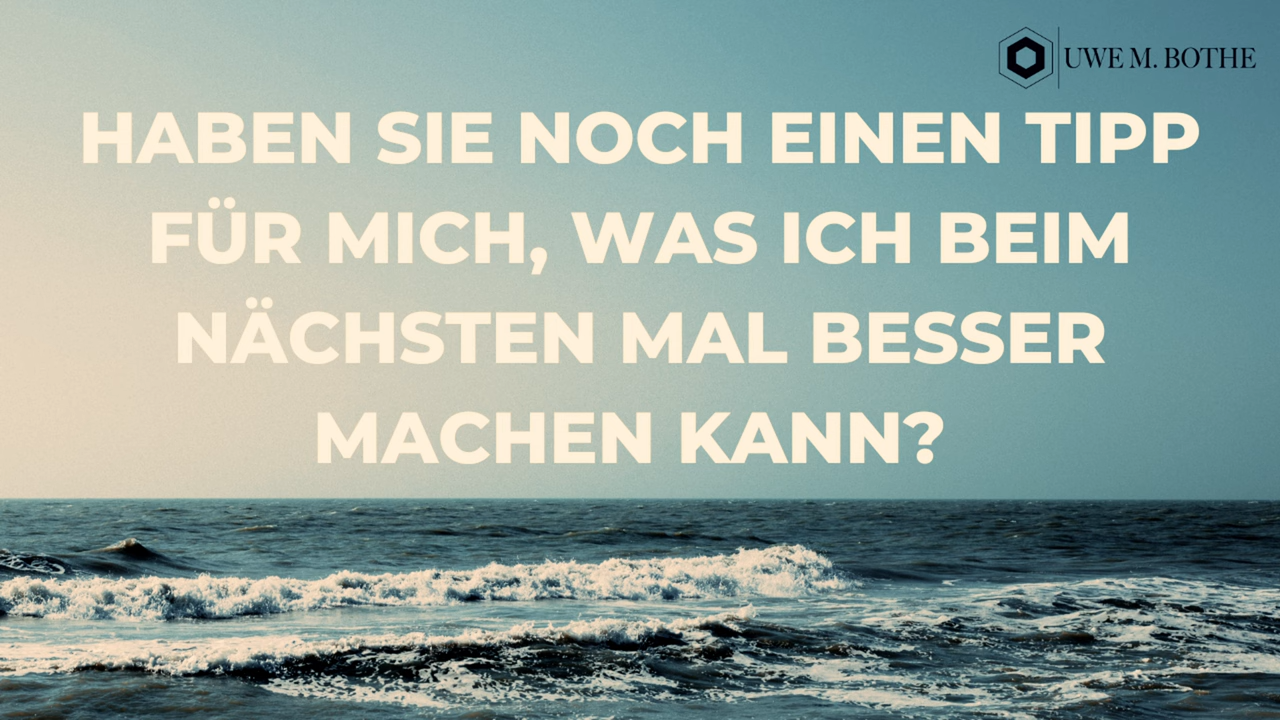 UWE M. BOTHE
HABEN SIE NOCH EINEN TIPP
FÜR MICH, WAS ICH BEIM
NÄCHSTEN MAL BESSER
MACHEN KANN?